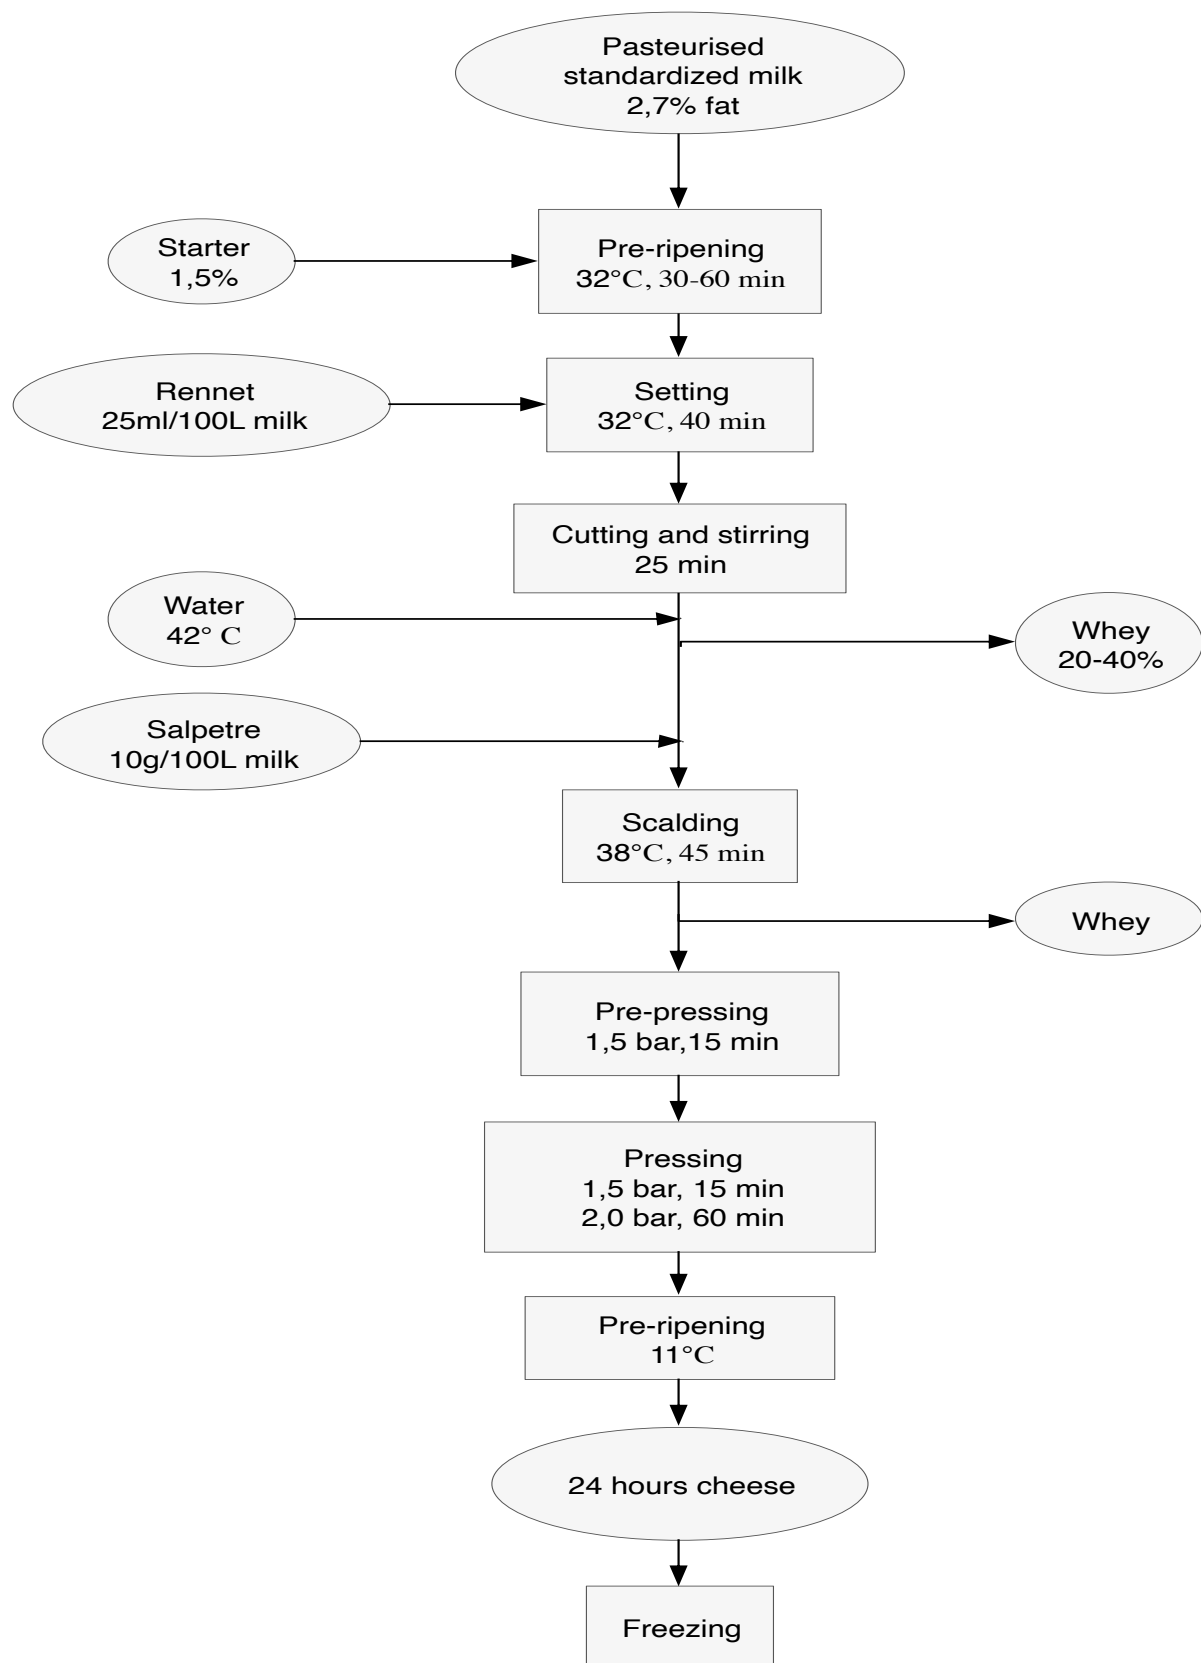 Pasteurised
standardized milk
2,7% fat
Starter
1,5%
Pre-ripening
32°C, 30-60 min
Rennet
25ml/100L milk
Setting
32°C, 40 min
Cutting and stirring
25 min
Water
42° C
Whey
20-40%
Salpetre
10g/100L milk
Scalding
38°C, 45 min
Whey
Pre-pressing
1,5 bar,15 min
Pressing
1,5 bar, 15 min
2,0 bar, 60 min
Pre-ripening
11°C
24 hours cheese
Freezing